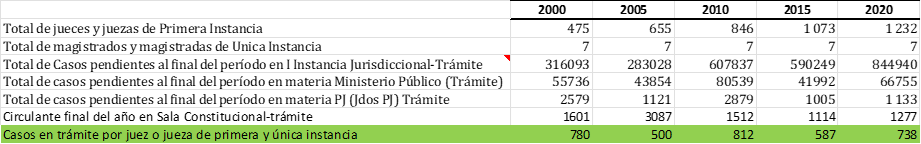 2000 2005 2010 2015 2020
Total de jueces y juezas de Primera Instancia 475 655 846 1 073 1 232
Total de magistrados y magistradas de Unica Instancia 7 7 7 7 7
Total de Casos pendientes al final del período en I Instancia Jurisdiccional-Trámite 316093 283028 607837 590249 844940
Total de casos pendientes al final del período en materia Ministerio Público (Trámite) 55736 43854 80539 41992 66755
Total de casos pendientes al final del período en materia PJ (Jdos PJ) Trámite 2579 1121 2879 1005 1 133
Circulante final del año en Sala Constitucional-trámite 1601 3087 1512 1114 1277
Casos en trámite por juez o jueza de primera y única instancia 780 500 812 587 738